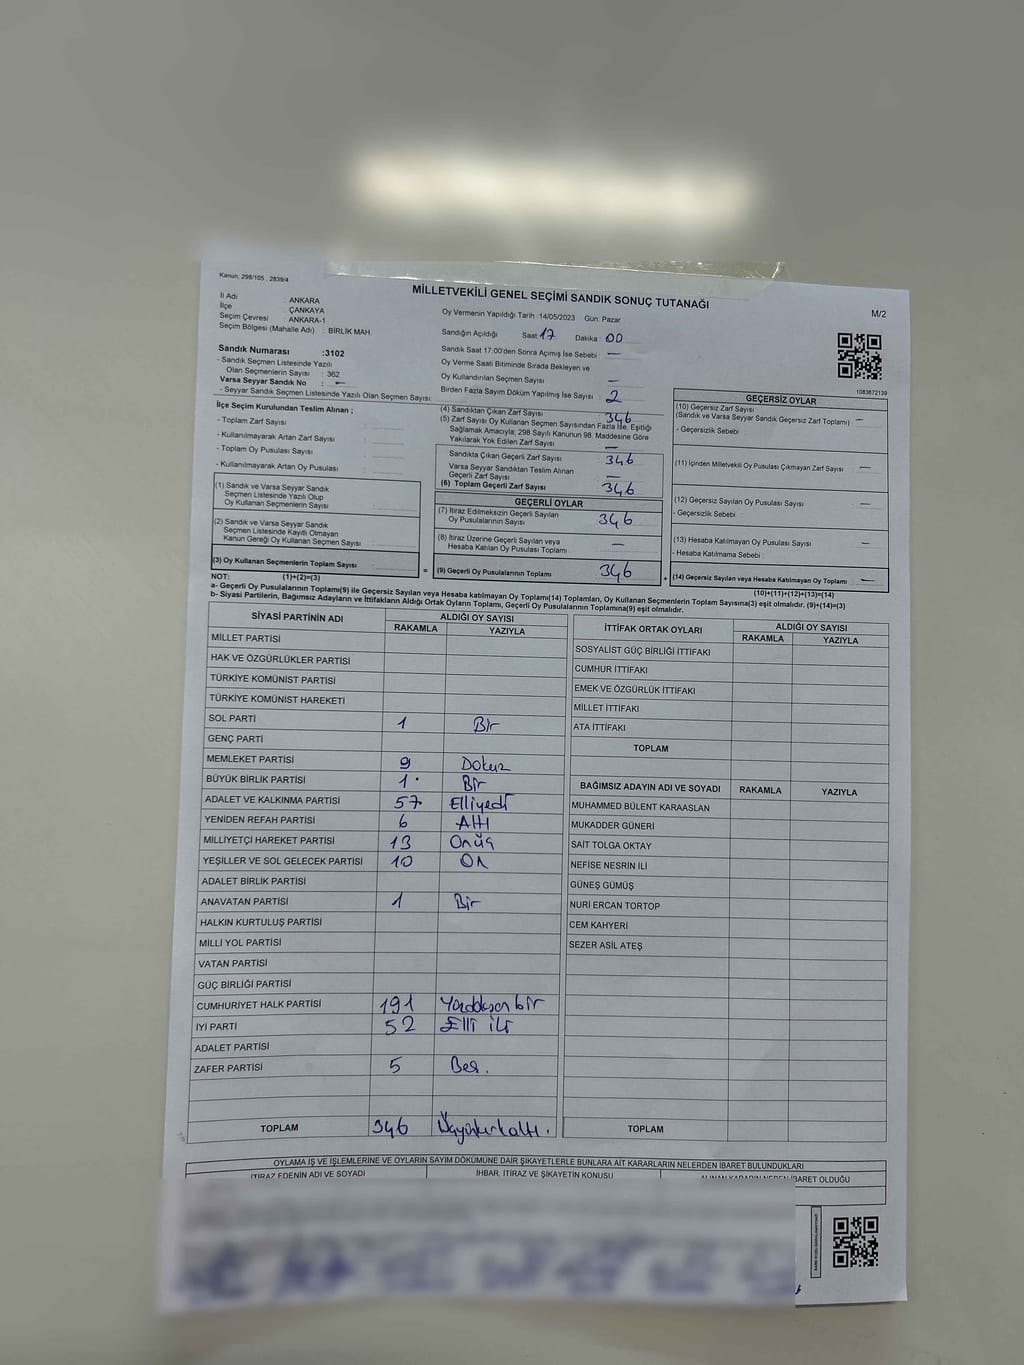 Kanun; 298/105 , 2839/4
MİLLETVEKİLİ GENEL SEÇİMİ SANDIK SONUÇ TUTANAĞI
M/2
İl Adı : ANKARA
İlçe : ÇANKAYA
Seçim Çevresi : ANKARA-1
Seçim Bölgesi (Mahalle Adı) : BİRLİK MAH.
Sandık Numarası :3102
- Sandık Seçmen Listesinde Yazılı
Olan Seçmenlerin Sayısı : 362
Varsa Seyyar Sandık No : —
- Seyyar Sandık Seçmen Listesinde Yazılı Olan Seçmen Sayısı:
Oy Vermenin Yapıldığı Tarih :14/05/2023 Gün: Pazar
Sandığın Açıldığı Saat 17 Dakika 00
Sandık Saat 17:00'den Sonra Açımış İse Sebebi : —
Oy Verme Saati Bitiminde Sırada Bekleyen ve
Oy Kullandırılan Seçmen Sayısı : —
Birden Fazla Sayım Döküm Yapılmış İse Sayısı : 2
1083672139
İlçe Seçim Kurulundan Teslim Alınan ;
- Toplam Zarf Sayısı :
- Kullanılmayarak Artan Zarf Sayısı :
- Toplam Oy Pusulası Sayısı :
- Kullanılmayarak Artan Oy Pusulası :
(1) Sandık ve Varsa Seyyar Sandık
Seçmen Listesinde Yazılı Olup
Oy Kullanan Seçmenlerin Sayısı :
(2) Sandık ve Varsa Seyyar Sandık
Seçmen Listesinde Kayıtlı Olmayan
Kanun Gereği Oy Kullanan Seçmen Sayısı :
(3) Oy Kullanan Seçmenlerin Toplam Sayısı :
(1)+(2)=(3)
(4) Sandıktan Çıkan Zarf Sayısı : 346
(5) Zarf Sayısı Oy Kullanan Seçmen Sayısından Fazla İse, Eşitliği
Sağlamak Amacıyla; 298 Sayılı Kanunun 98. Maddesine Göre
Yakılarak Yok Edilen Zarf Sayısı : —
Sandıkta Çıkan Geçerli Zarf Sayısı : 346
Varsa Seyyar Sandıktan Teslim Alınan
Geçerli Zarf Sayısı : —
(6) Toplam Geçerli Zarf Sayısı : 346
GEÇERLİ OYLAR
(7) İtiraz Edilmeksizin Geçerli Sayılan
Oy Pusulalarının Sayısı : 346
(8) İtiraz Üzerine Geçerli Sayılan veya
Hesaba Katılan Oy Pusulası Toplamı : —
= (9) Geçerli Oy Pusulalarının Toplamı : 346 +
GEÇERSİZ OYLAR
(10) Geçersiz Zarf Sayısı
(Sandık ve Varsa Seyyar Sandık Geçersiz Zarf Toplamı) : —
- Geçersizlik Sebebi :
(11) İçinden Milletvekili Oy Pusulası Çıkmayan Zarf Sayısı : —
(12) Geçersiz Sayılan Oy Pusulası Sayısı : —
- Geçersizlik Sebebi :
(13) Hesaba Katılmayan Oy Pusulası Sayısı : —
- Hesaba Katılmama Sebebi :
(14) Geçersiz Sayılan veya Hesaba Katılmayan Oy Toplamı : —
(10)+(11)+(12)+(13)=(14)
NOT:
a- Geçerli Oy Pusulalarının Toplamı(9) ile Geçersiz Sayılan veya Hesaba katılmayan Oy Toplamı(14) Toplamları, Oy Kullanan Seçmenlerin Toplam Sayısına(3) eşit olmalıdır. (9)+(14)=(3)
b- Siyasi Partilerin, Bağımsız Adayların ve İttifakların Aldığı Ortak Oyların Toplamı, Geçerli Oy Pusulalarının Toplamına(9) eşit olmalıdır.
SİYASİ PARTİNİN ADI ALDIĞI OY SAYISI
RAKAMLA YAZIYLA
MİLLET PARTİSİ
HAK VE ÖZGÜRLÜKLER PARTİSİ
TÜRKİYE KOMÜNİST PARTİSİ
TÜRKİYE KOMÜNİST HAREKETİ
SOL PARTİ 1 Bir
GENÇ PARTİ
MEMLEKET PARTİSİ 9 Dokuz
BÜYÜK BİRLİK PARTİSİ 1 Bir
ADALET VE KALKINMA PARTİSİ 57 Elliyedi
YENİDEN REFAH PARTİSİ 6 Altı
MİLLİYETÇİ HAREKET PARTİSİ 13 Onüç
YEŞİLLER VE SOL GELECEK PARTİSİ 10 On
ADALET BİRLİK PARTİSİ
ANAVATAN PARTİSİ 1 Bir
HALKIN KURTULUŞ PARTİSİ
MİLLİ YOL PARTİSİ
VATAN PARTİSİ
GÜÇ BİRLİĞİ PARTİSİ
CUMHURİYET HALK PARTİSİ 191
İYİ PARTİ 52 Elli iki
ADALET PARTİSİ
ZAFER PARTİSİ 5 Beş.
TOPLAM 346
İTTİFAK ORTAK OYLARI ALDIĞI OY SAYISI
RAKAMLA YAZIYLA
SOSYALİST GÜÇ BİRLİĞİ İTTİFAKI
CUMHUR İTTİFAKI
EMEK VE ÖZGÜRLÜK İTTİFAKI
MİLLET İTTİFAKI
ATA İTTİFAKI
TOPLAM
BAĞIMSIZ ADAYIN ADI VE SOYADI RAKAMLA YAZIYLA
MUHAMMED BÜLENT KARAASLAN
MUKADDER GÜNERİ
SAİT TOLGA OKTAY
NEFİSE NESRİN İLİ
GÜNEŞ GÜMÜŞ
NURİ ERCAN TORTOP
CEM KAHYERİ
SEZER ASİL ATEŞ
TOPLAM
OYLAMA İŞ VE İŞLEMLERİNE VE OYLARIN SAYIM DÖKÜMÜNE DAİR ŞİKAYETLERLE BUNLARA AİT KARARLARIN NELERDEN İBARET BULUNDUKLARI
İTİRAZ EDENİN ADI VE SOYADI İHBAR, İTİRAZ VE ŞİKAYETİN KONUSU ALINAN KARARIN NEDEN İBARET OLDUĞU